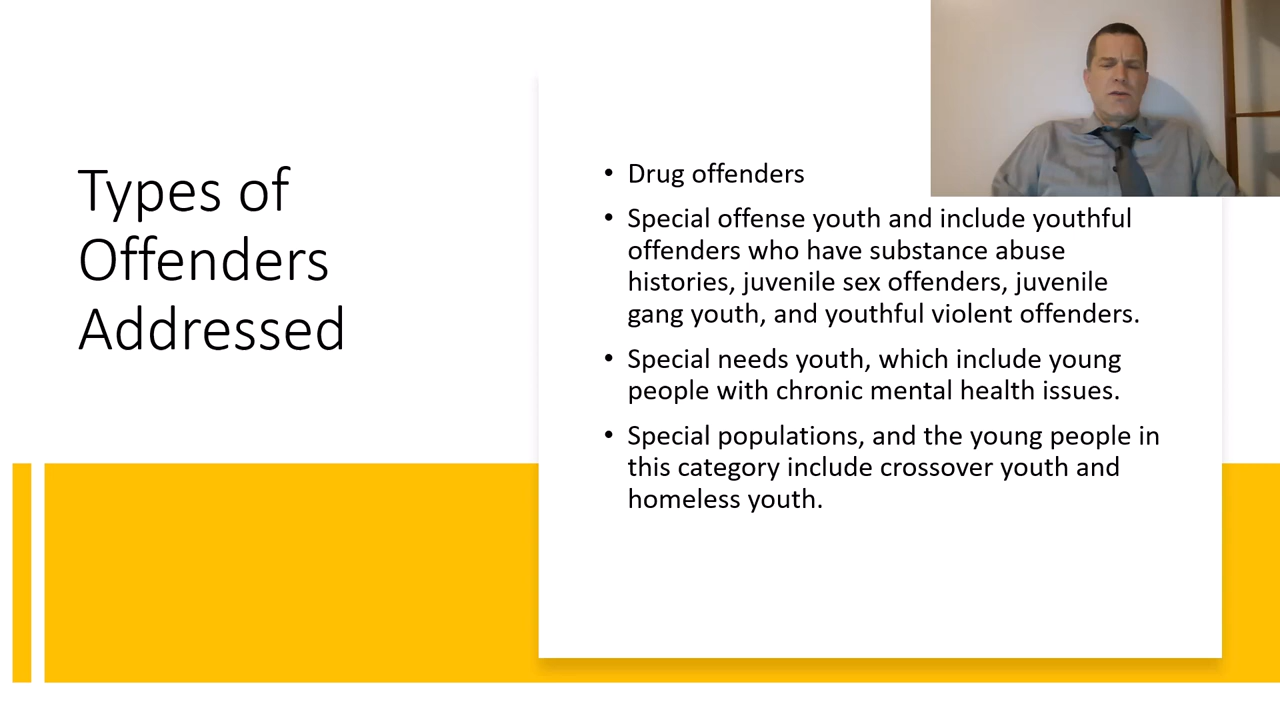 Types of
Offenders
Addressed
• Drug offenders
• Special offense youth and include youthful
offenders who have substance abuse
histories, juvenile sex offenders, juvenile
gang youth, and youthful violent offenders.
• Special needs youth, which include young
people with chronic mental health issues.
• Special populations, and the young people in
this category include crossover youth and
homeless youth.